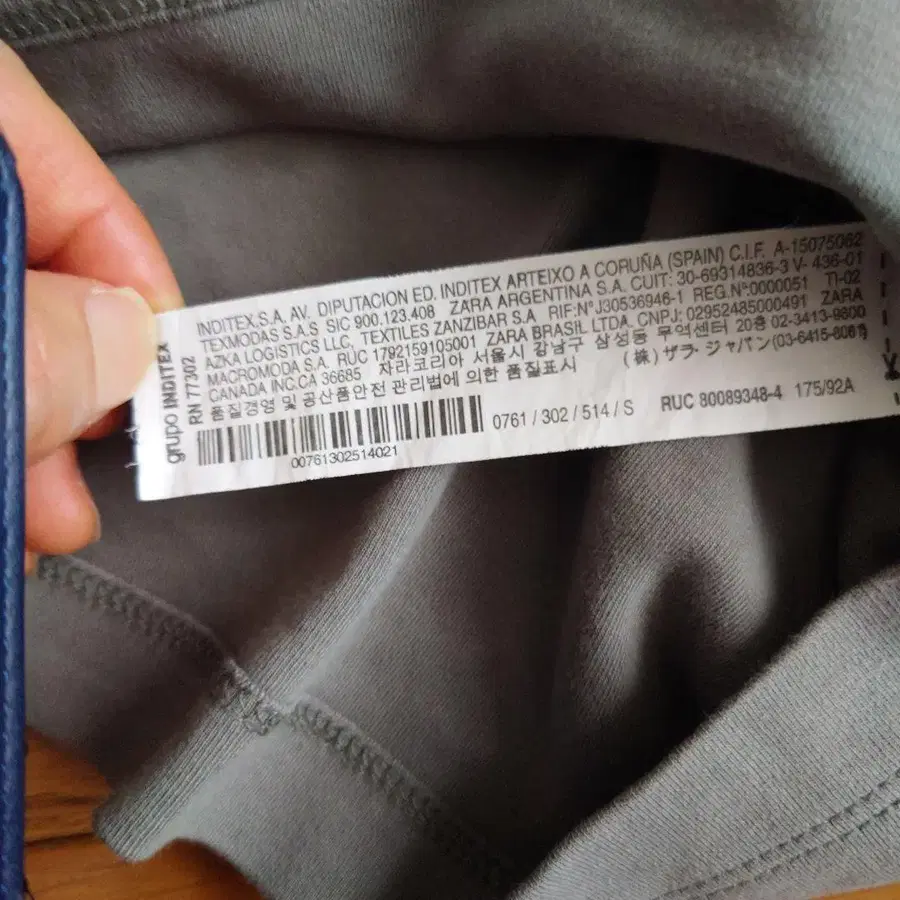 grupo INDITEX
RN 77302
INDITEX,S.A, AV. DIPUTACION ED. INDITEX ARTEIXO A CORUÑA (SPAIN) C.I.F. A-15075062
TEXMODAS S.A.S SIC 900.123.408 ZARA ARGENTINA S.A. CUIT: 30-69314836-3 V- 436-01
AZKA LOGISTICS LLC, TEXTILES ZANZIBAR S.A RIF:NºJ30536946-1 REG.Nº:0000051 TI-02
MACROMODA S.A. RÚC 1792159105001 ZARA BRASIL LTDA. CNPJ: 02952485000491 ZARA
CANADA INC.CA 36685 자라코리아 서울시 강남구 삼성동 무역센터 20층 02-3413-9800
품질경영 및 공산품안전 관리법에 의한 품질표시 (株) ザラ・ジャパン(03-6415-8061)
00761302514021
0761 / 302 / 514 / S RUC 80089348-4 175/92A